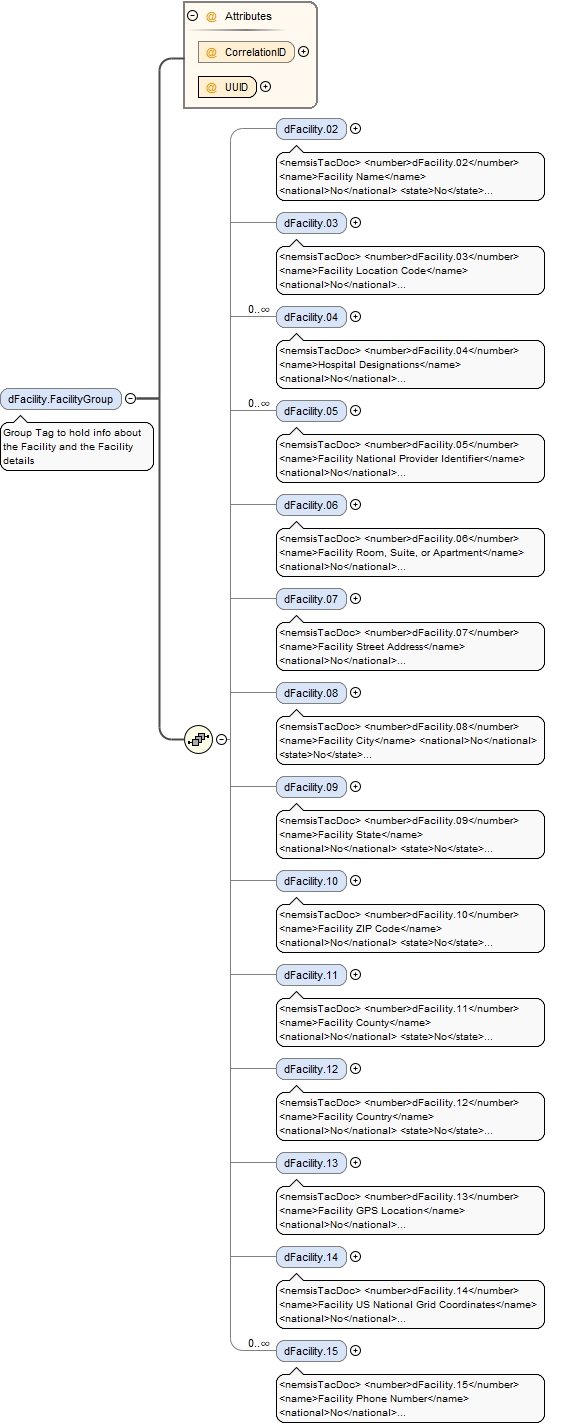 Attributes
@ CorrelationID
@ UUID
dFacility.02
<nemsisTacDoc> <number>dFacility.02</number>
<name>Facility Name</name>
<national>No</national> <state>No</state>...
dFacility.03
<nemsisTacDoc> <number>dFacility.03</number>
<name>Facility Location Code</name>
<national>No</national>...
0..∞
dFacility.04
<nemsisTacDoc> <number>dFacility.04</number>
<name>Hospital Designations</name>
<national>No</national>...
dFacility.FacilityGroup
Group Tag to hold info about
the Facility and the Facility
details
0..∞
dFacility.05
<nemsisTacDoc> <number>dFacility.05</number>
<name>Facility National Provider Identifier</name>
<national>No</national>...
dFacility.06
<nemsisTacDoc> <number>dFacility.06</number>
<name>Facility Room, Suite, or Apartment</name>
<national>No</national>...
dFacility.07
<nemsisTacDoc> <number>dFacility.07</number>
<name>Facility Street Address</name>
<national>No</national>...
dFacility.08
<nemsisTacDoc> <number>dFacility.08</number>
<name>Facility City</name> <national>No</national>
<state>No</state>...
dFacility.09
<nemsisTacDoc> <number>dFacility.09</number>
<name>Facility State</name>
<national>No</national> <state>No</state>...
dFacility.10
<nemsisTacDoc> <number>dFacility.10</number>
<name>Facility ZIP Code</name>
<national>No</national> <state>No</state>...
dFacility.11
<nemsisTacDoc> <number>dFacility.11</number>
<name>Facility County</name>
<national>No</national> <state>No</state>...
dFacility.12
<nemsisTacDoc> <number>dFacility.12</number>
<name>Facility Country</name>
<national>No</national> <state>No</state>...
dFacility.13
<nemsisTacDoc> <number>dFacility.13</number>
<name>Facility GPS Location</name>
<national>No</national>...
dFacility.14
<nemsisTacDoc> <number>dFacility.14</number>
<name>Facility US National Grid Coordinates</name>
<national>No</national>...
0..∞
dFacility.15
<nemsisTacDoc> <number>dFacility.15</number>
<name>Facility Phone Number</name>
<national>No</national>...